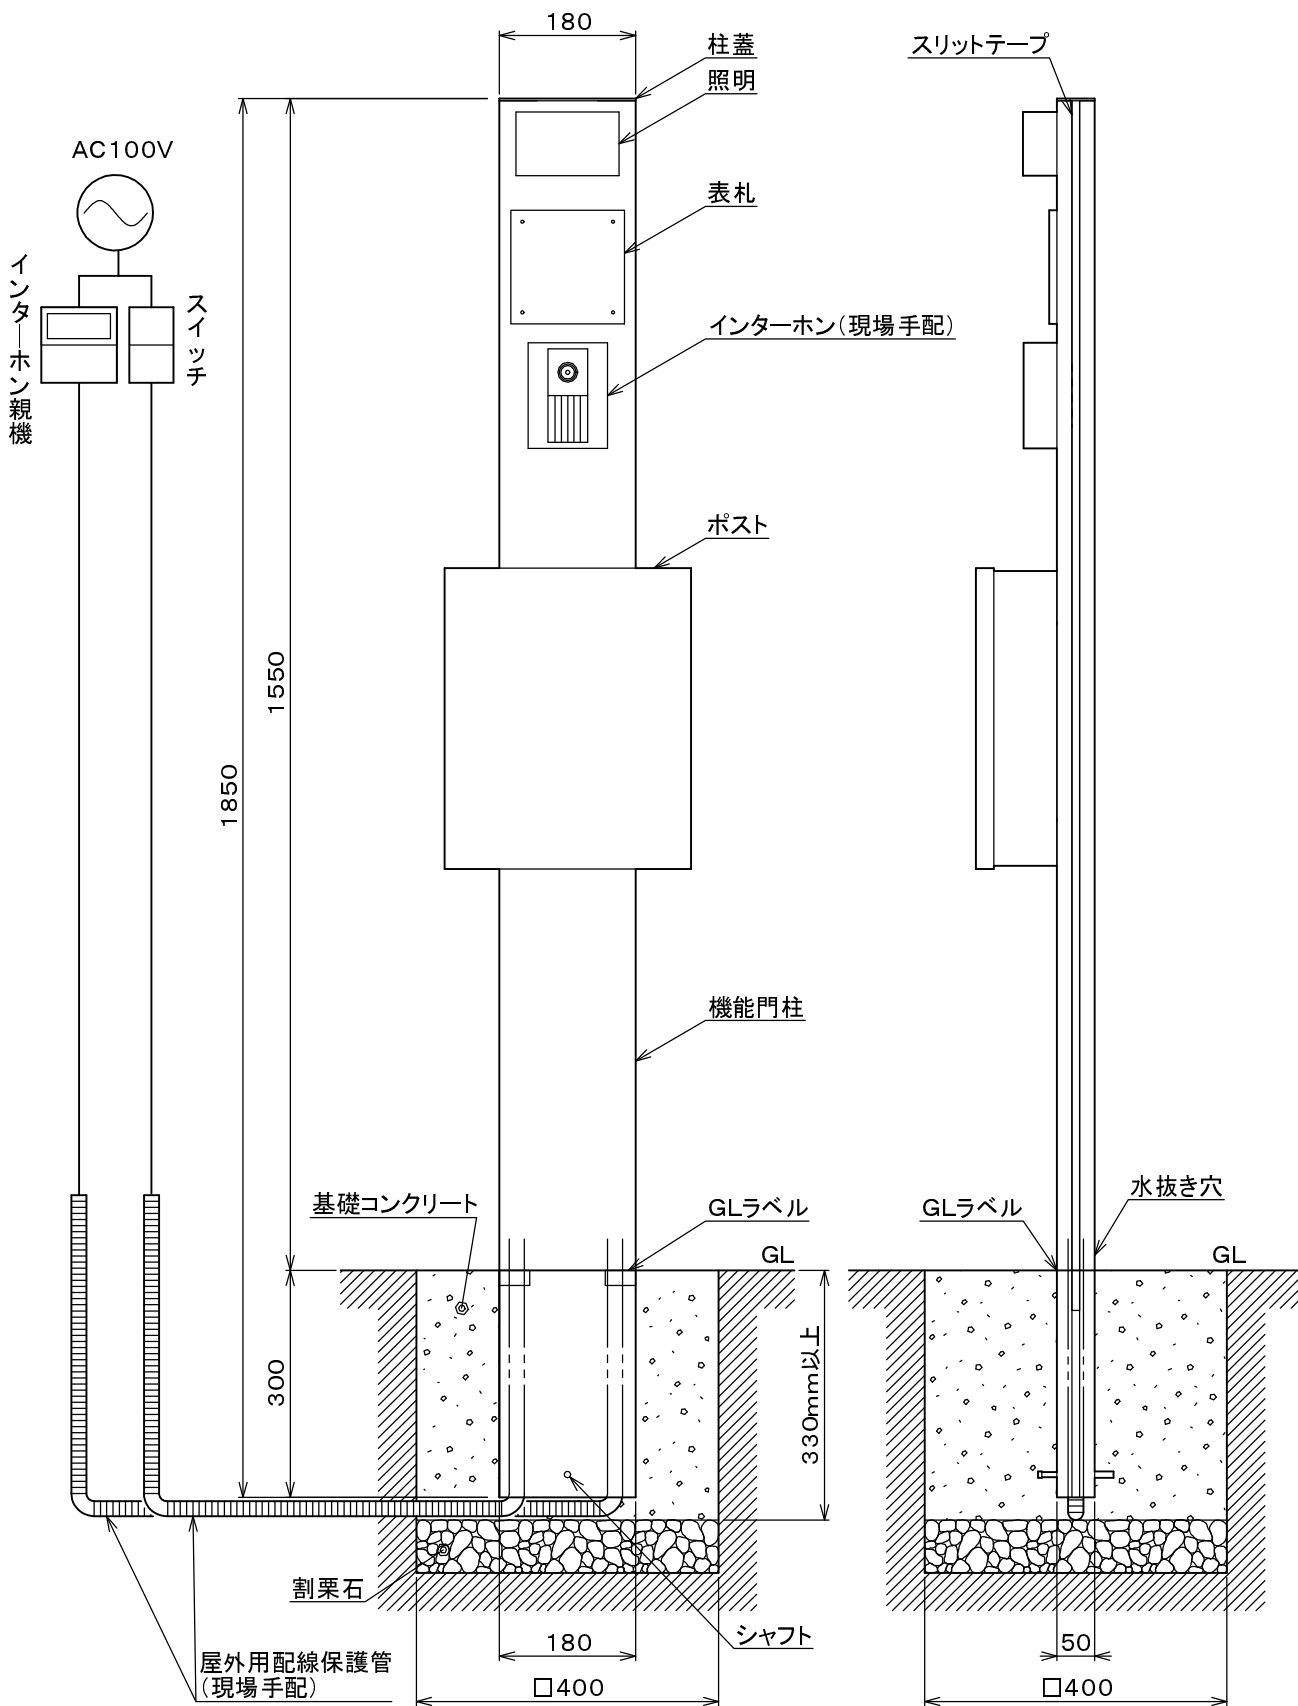 180
柱蓋
スリットテープ
照明
AC100V
表札
インターホン親機
スイッチ
インターホン(現場手配)
ポスト
1550
1850
機能門柱
基礎コンクリート
GLラベル
GL
GLラベル
水抜き穴
GL
300
330mm以上
割栗石
シャフト
屋外用配線保護管
(現場手配)
180
50
□400
□400